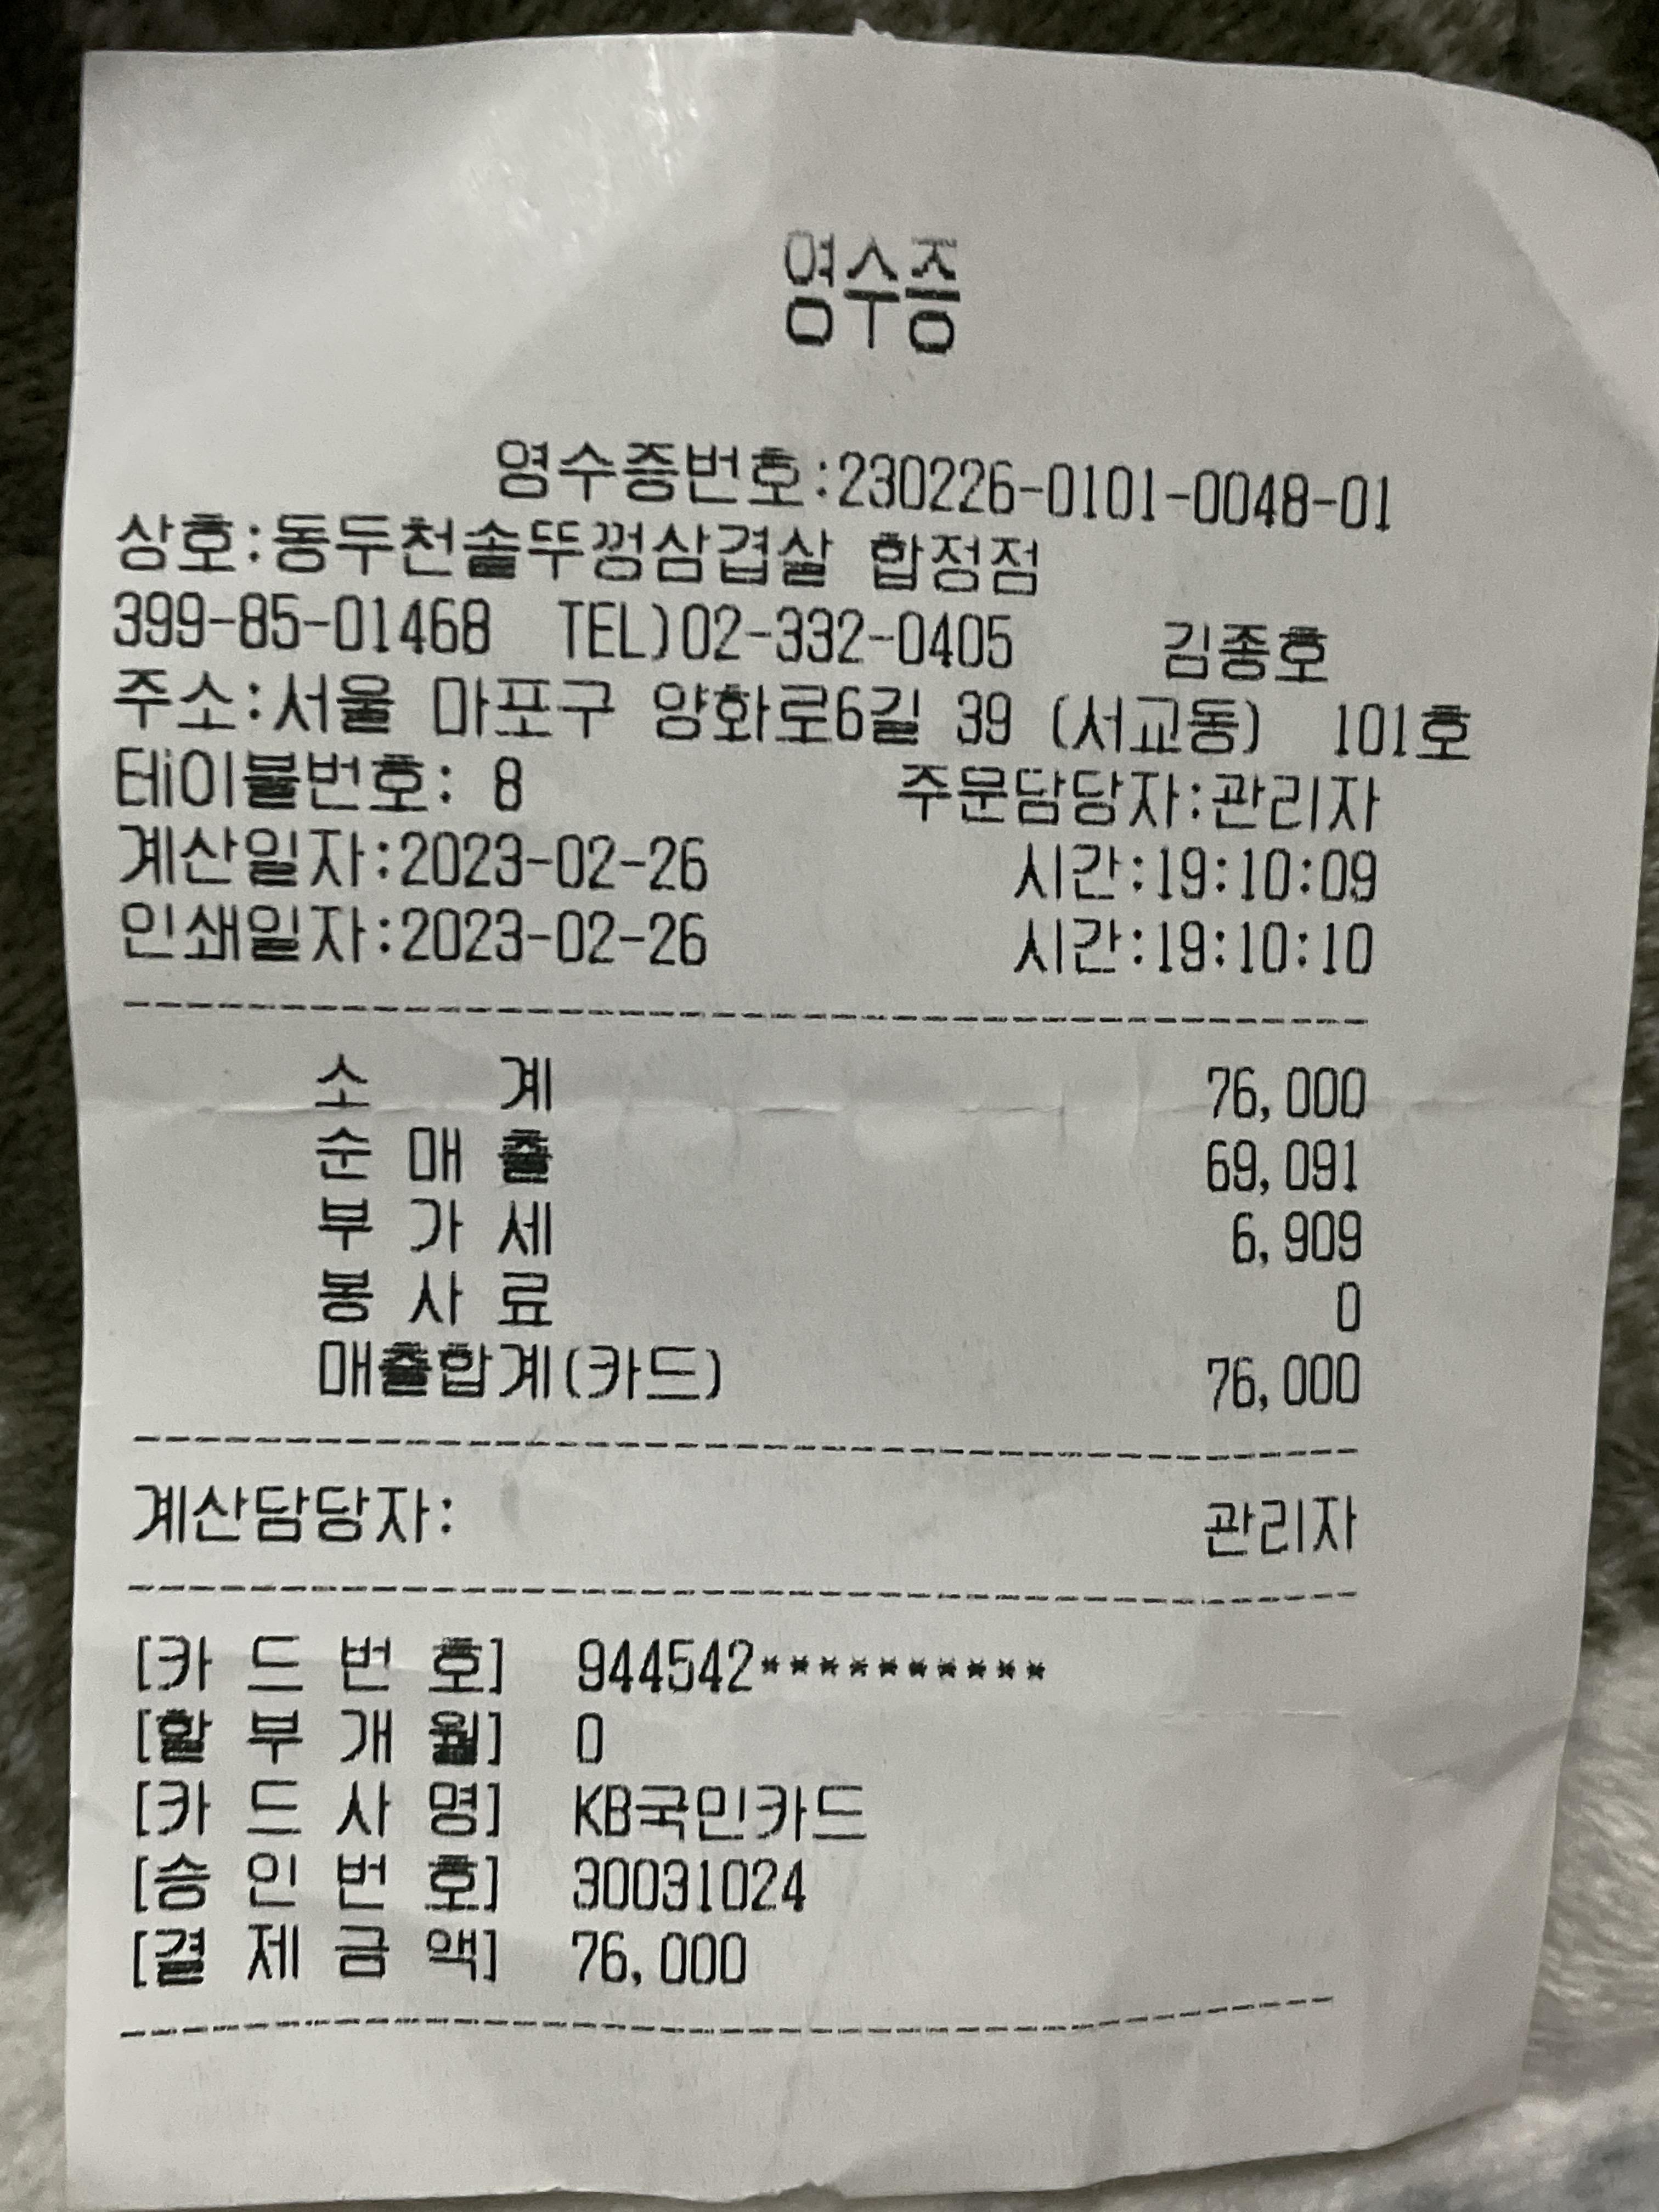 영수증
영수증번호:230226-0101-0048-01
상호:동두천솥뚜껑삼겹살 합정점
399-85-01468 TEL)02-332-0405 김종호
주소:서울 마포구 양화로6길 39 (서교동) 101호
테이블번호: 8 주문담당자:관리자
계산일자:2023-02-26 시간:19:10:09
인쇄일자:2023-02-26 시간:19:10:10
소 계 76,000
순 매 출 69,091
부 가 세 6,909
봉 사 료 0
매출합계(카드) 76,000
계산담당자: 관리자
[카 드 번 호] 944542**********
[할 부 개 월] 0
[카 드 사 명] KB국민카드
[승 인 번 호] 30031024
[결 제 금 액] 76,000